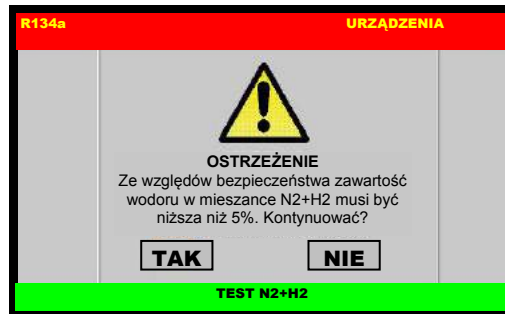 R134a URZĄDZENIA
OSTRZEŻENIE
Ze względów bezpieczeństwa zawartość
wodoru w mieszance N2+H2 musi być
niższa niż 5%. Kontynuować?
TAK NIE
TEST N2+H2